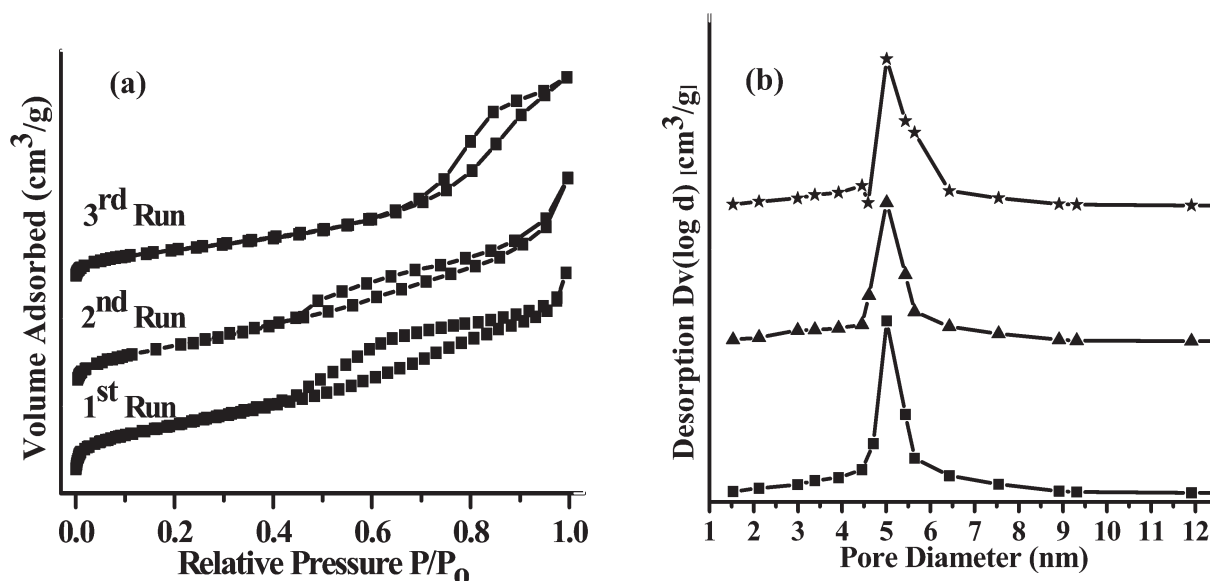 (a)
Volume Adsorbed (cm³/g)
3rd Run
2nd Run
1st Run
0.0 0.2 0.4 0.6 0.8 1.0
Relative Pressure P/P₀
(b)
Desorption Dv(log d) [cm³/g]
1 2 3 4 5 6 7 8 9 10 11 12
Pore Diameter (nm)